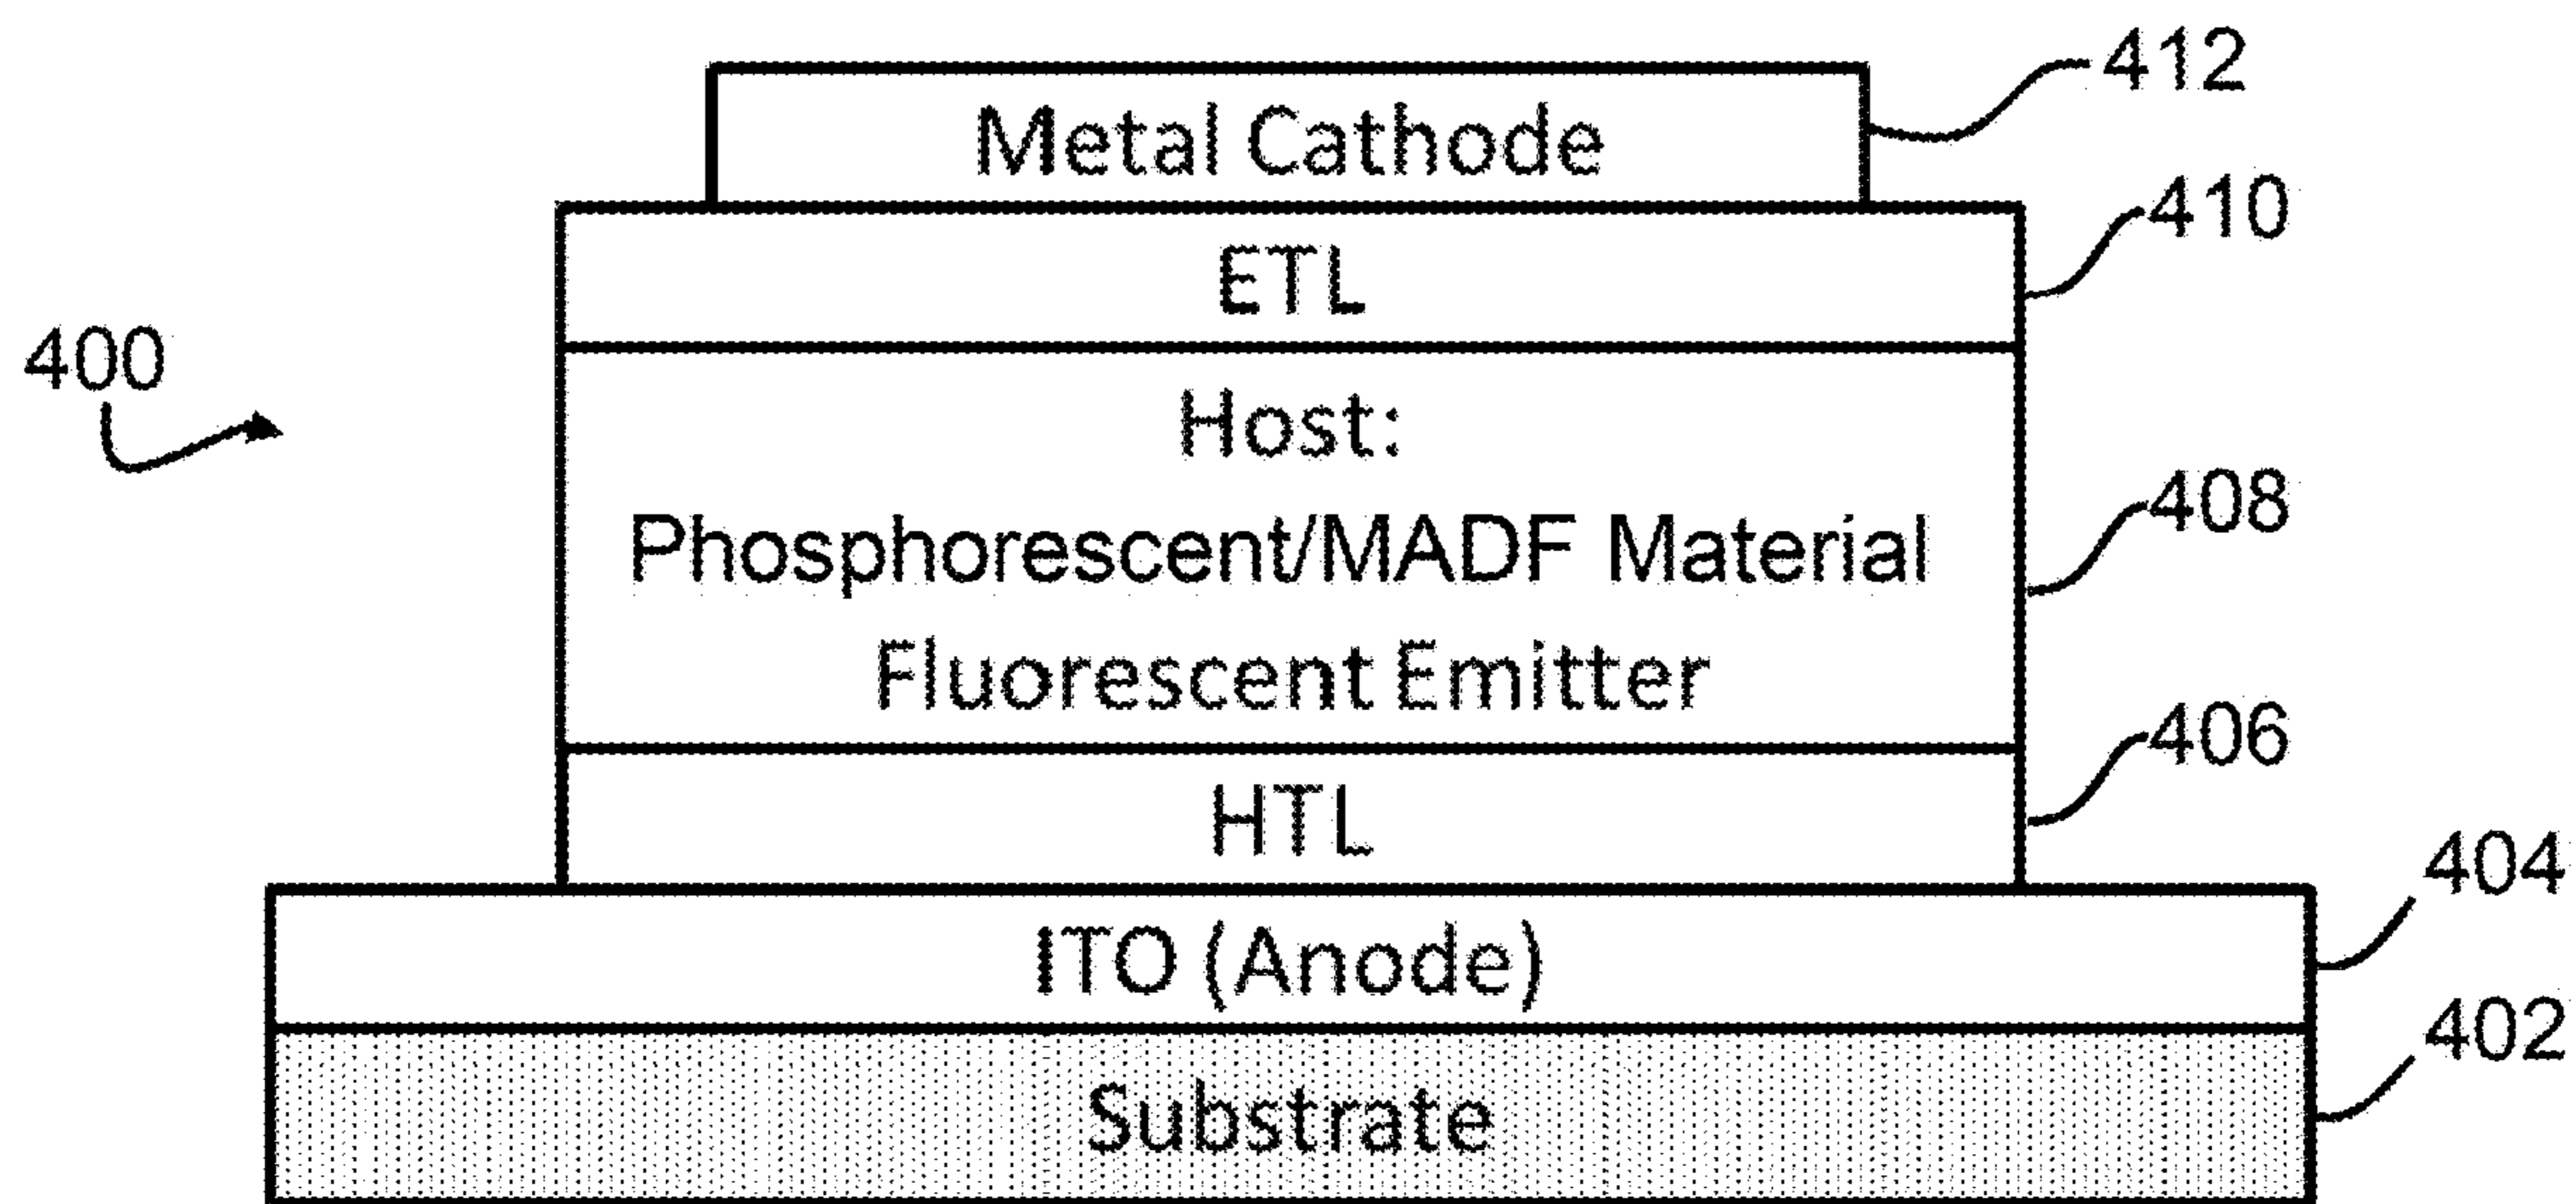 412
Metal Cathode
410
ETL
400
Host:
408
Phosphorescent/MADF Material
Fluorescent Emitter
406
HTL
404
ITO (Anode)
402
Substrate